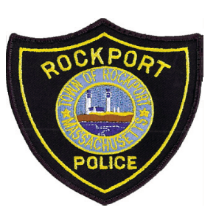 ROCKPORT
TOWN OF ROCKPORT
MASSACHUSETTS
POLICE